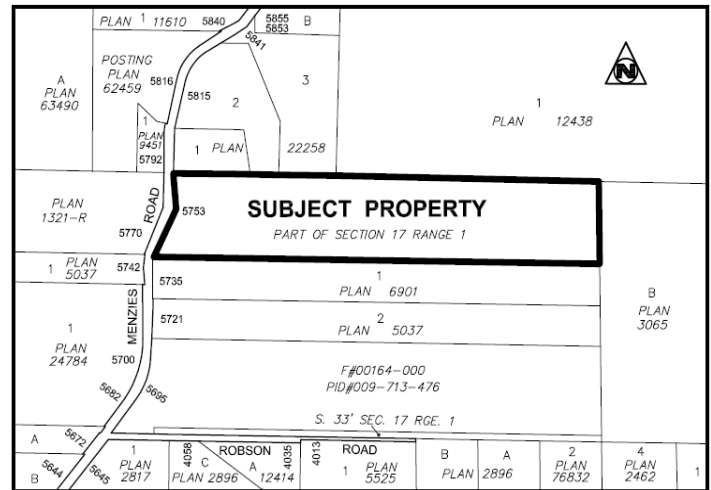 PLAN 1 11610 5840 5855 B
5853
5841
POSTING
PLAN
62459
5816
A
PLAN
63490
5815
2
3
1
PLAN 12438
N
1
PLAN
9451
5792
1 PLAN
22258
PLAN
1321-R
5770
ROAD
5753
SUBJECT PROPERTY
PART OF SECTION 17 RANGE 1
1 PLAN
5037
5742
5735
1
PLAN 6901
B
PLAN
3065
5721
2
PLAN 5037
MENZIES
1
PLAN
24784
5700
F#00164-000
PID#009-713-476
5682
5695
S. 33' SEC. 17 RGE. 1
A
5672
B
5644
5645
1
PLAN
2817
4058
ROBSON ROAD
C
PLAN 2896
A
12414
4035
4013
1 PLAN
5525
B
PLAN 2896
A
2
PLAN
76832
4
PLAN
2462
1